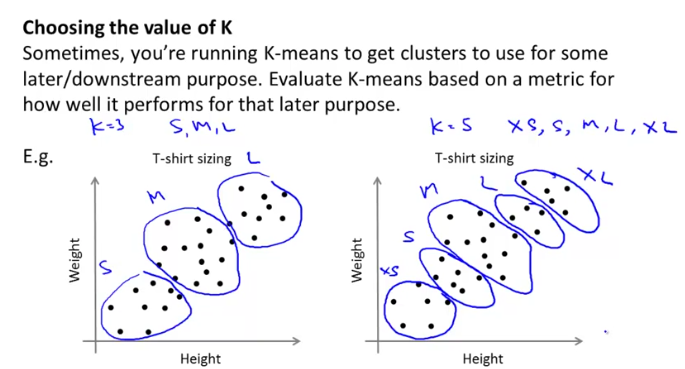 Choosing the value of K
Sometimes, you're running K-means to get clusters to use for some
later/downstream purpose. Evaluate K-means based on a metric for
how well it performs for that later purpose.
K=3 S,M,L
K=5 XS, S, M, L, XL
E.g.
T-shirt sizing
L
M
S
Weight
Height
T-shirt sizing
XL
L
M
S
XS
Weight
Height